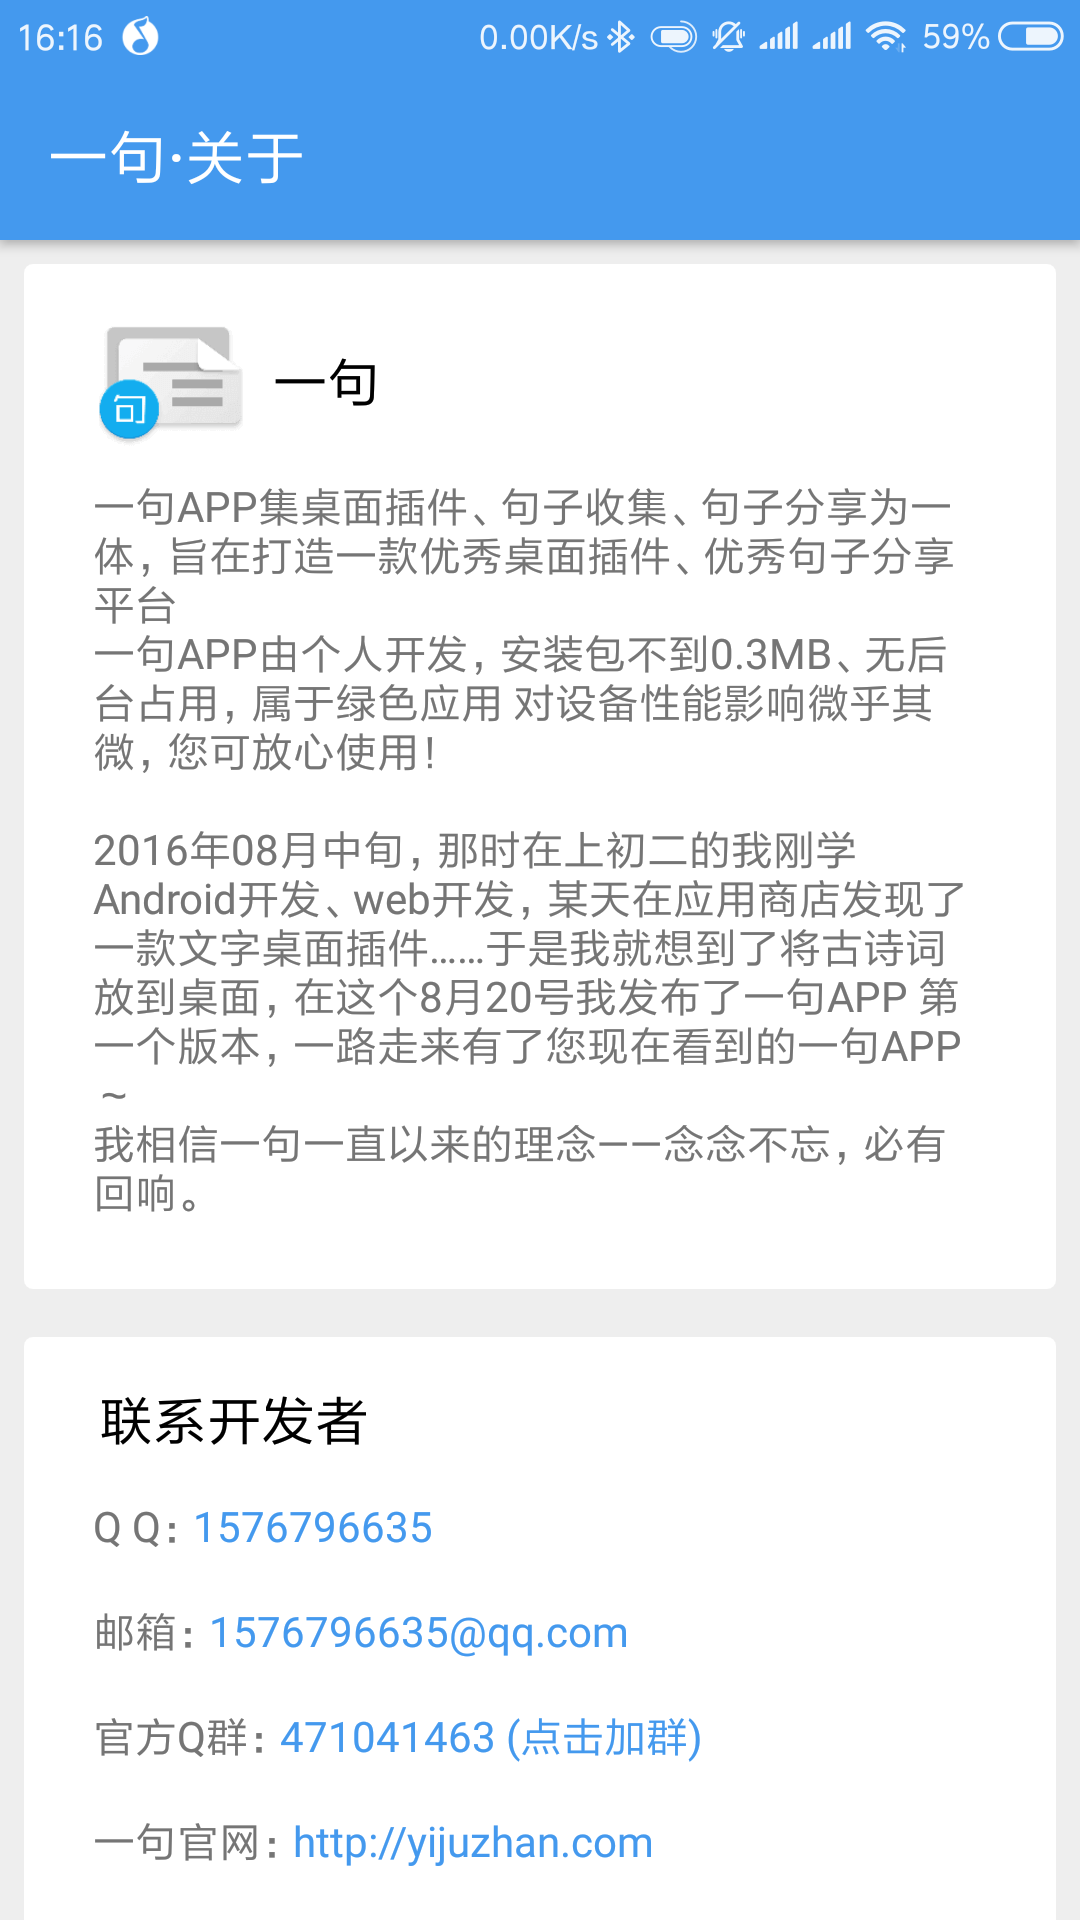 16:16 0.00K/s 59%
一句·关于
句
一句
一句APP集桌面插件、句子收集、句子分享为一
体，旨在打造一款优秀桌面插件、优秀句子分享
平台
一句APP由个人开发，安装包不到0.3MB、无后
台占用，属于绿色应用 对设备性能影响微乎其
微，您可放心使用！
2016年08月中旬，那时在上初二的我刚学
Android开发、web开发，某天在应用商店发现了
一款文字桌面插件……于是我就想到了将古诗词
放到桌面，在这个8月20号我发布了一句APP 第
一个版本，一路走来有了您现在看到的一句APP
~
我相信一句一直以来的理念——念念不忘，必有
回响。
联系开发者
Q Q：1576796635
邮箱：1576796635@qq.com
官方Q群：471041463 (点击加群)
一句官网：http://yijuzhan.com